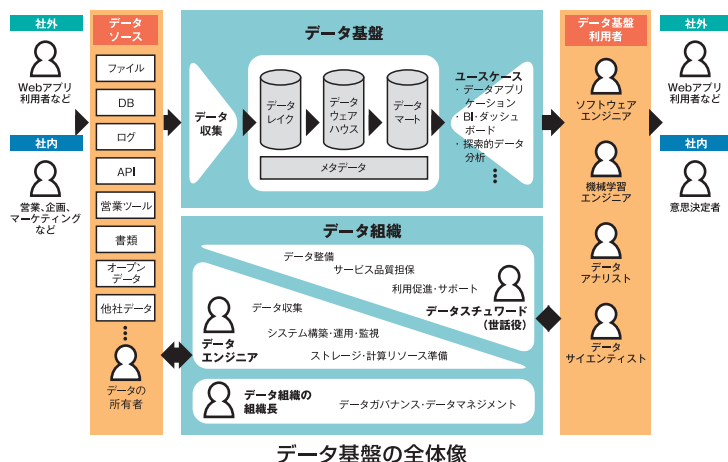 社外
Webアプリ
利用者など
社内
営業、企画、
マーケティング
など
データ
ソース
ファイル
DB
ログ
API
営業ツール
書類
オープン
データ
他社データ
データの
所有者
データ基盤
データ
収集
データ
レイク
データ
ウェア
ハウス
データ
マート
メタデータ
ユースケース
・データアプリ
ケーション
・BI・ダッシュ
ボード
・探索的データ
分析
データ組織
データ整備
サービス品質担保
利用促進・サポート
データスチュワード
(世話役)
データ収集
システム構築・運用・監視
ストレージ・計算リソース準備
データ
エンジニア
データ組織の
組織長
データガバナンス・データマネジメント
データ基盤
利用者
ソフトウェア
エンジニア
機械学習
エンジニア
データ
アナリスト
データ
サイエンティスト
社外
Webアプリ
利用者など
社内
意思決定者
データ基盤の全体像